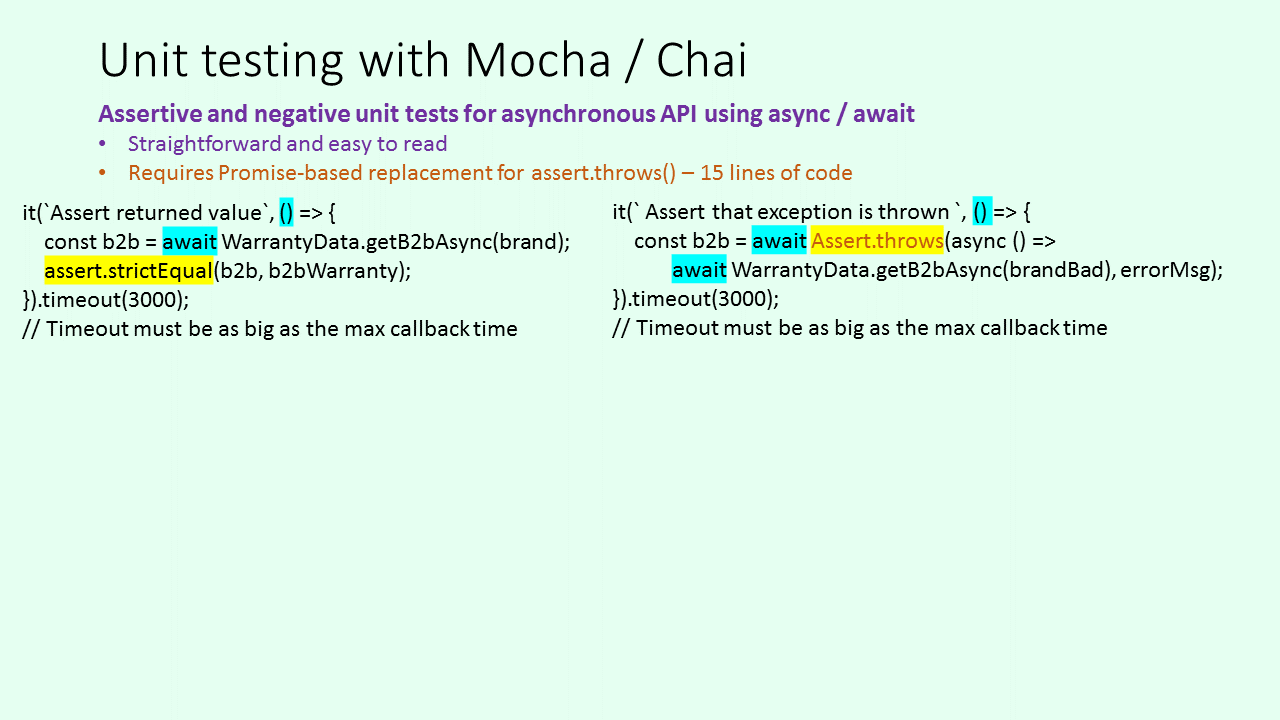 Unit testing with Mocha / Chai
Assertive and negative unit tests for asynchronous API using async / await
• Straightforward and easy to read
• Requires Promise-based replacement for assert.throws() – 15 lines of code
it(`Assert returned value`, () => {
const b2b = await WarrantyData.getB2bAsync(brand);
assert.strictEqual(b2b, b2bWarranty);
}).timeout(3000);
// Timeout must be as big as the max callback time
it(` Assert that exception is thrown `, () => {
const b2b = await Assert.throws(async () =>
await WarrantyData.getB2bAsync(brandBad), errorMsg);
}).timeout(3000);
// Timeout must be as big as the max callback time